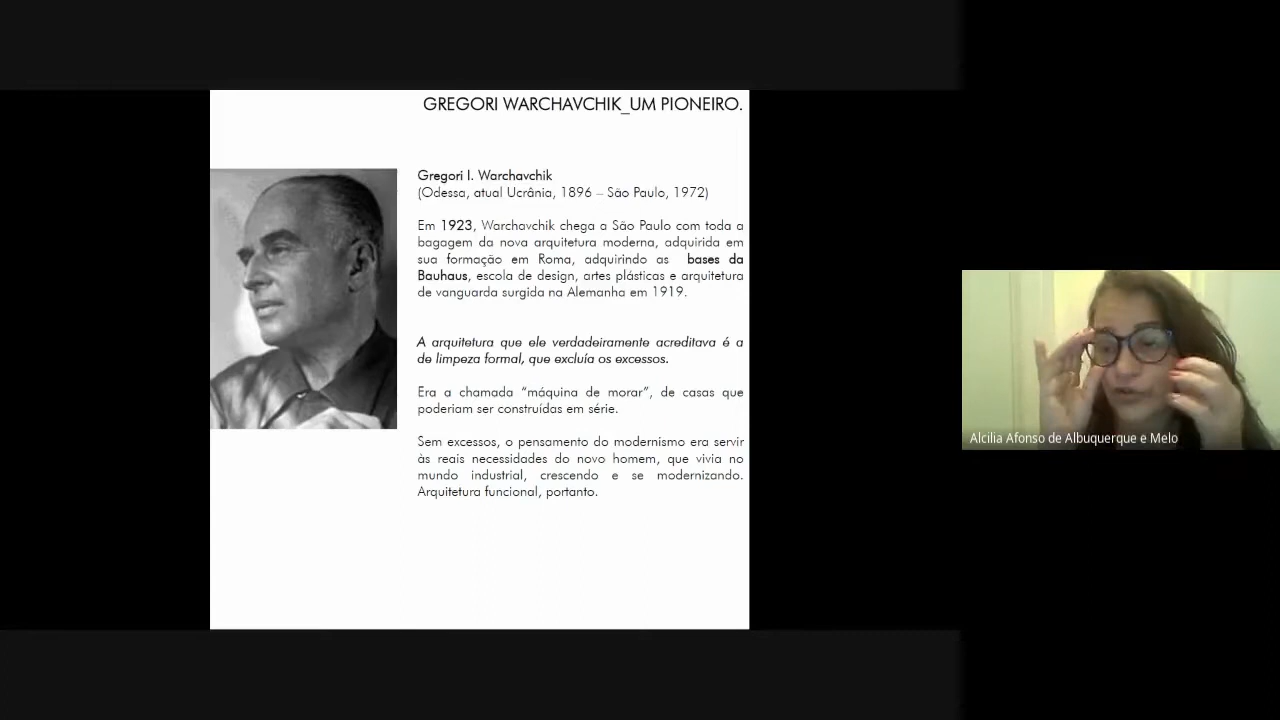 GREGORI WARCHAVCHIK_UM PIONEIRO.
Gregori I. Warchavchik
(Odessa, atual Ucrânia, 1896 – São Paulo, 1972)
Em 1923, Warchavchik chega a São Paulo com toda a
bagagem da nova arquitetura moderna, adquirida em
sua formação em Roma, adquirindo as bases da
Bauhaus, escola de design, artes plásticas e arquitetura
de vanguarda surgida na Alemanha em 1919.
A arquitetura que ele verdadeiramente acreditava é a
de limpeza formal, que excluía os excessos.
Era a chamada “máquina de morar”, de casas que
poderiam ser construídas em série.
Sem excessos, o pensamento do modernismo era servir
às reais necessidades do novo homem, que vivia no
mundo industrial, crescendo e se modernizando.
Arquitetura funcional, portanto.
Alcilia Afonso de Albuquerque e Melo